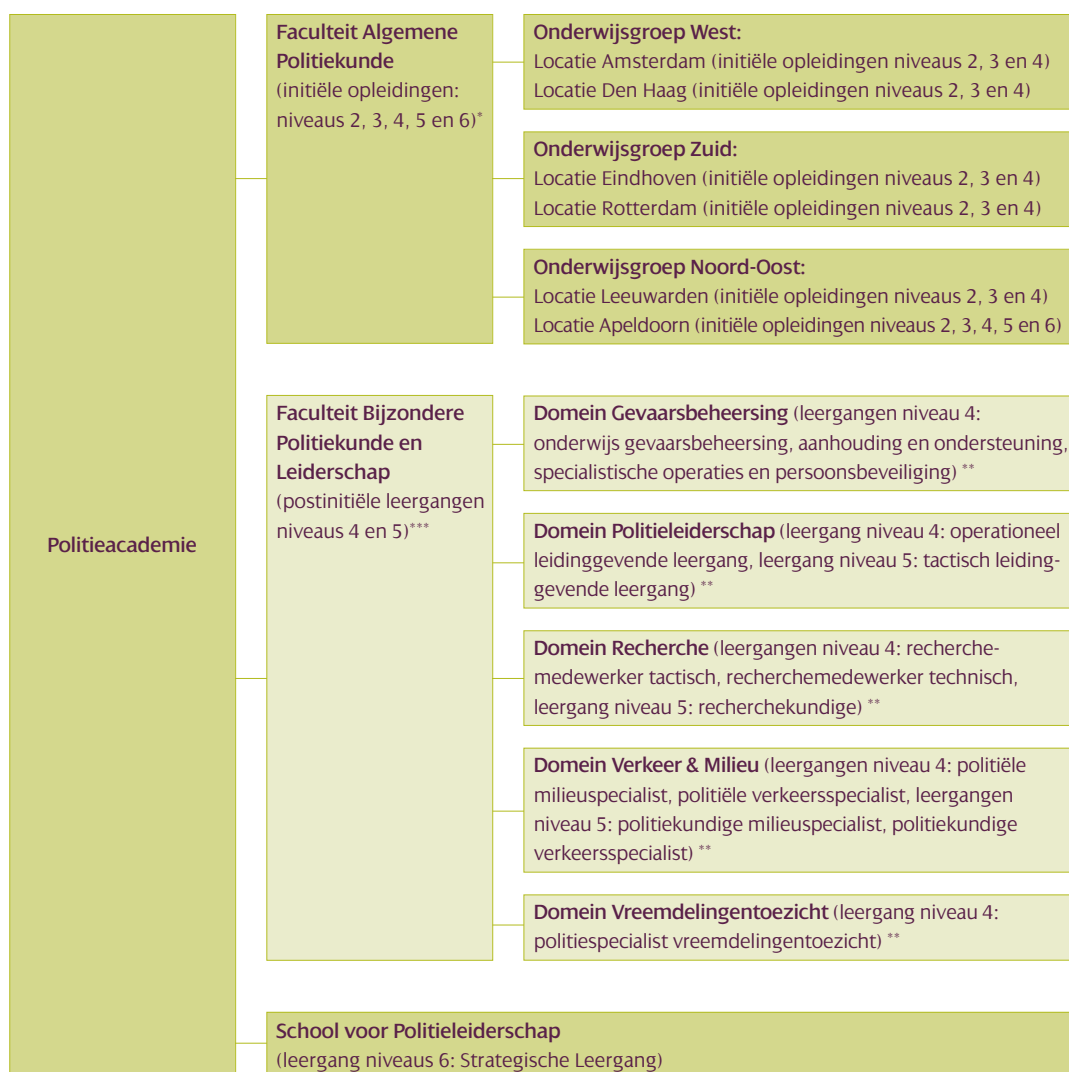 Politieacademie
Faculteit Algemene
Politiekunde
(initiële opleidingen:
niveaus 2, 3, 4, 5 en 6)*
Onderwijsgroep West:
Locatie Amsterdam (initiële opleidingen niveaus 2, 3 en 4)
Locatie Den Haag (initiële opleidingen niveaus 2, 3 en 4)
Onderwijsgroep Zuid:
Locatie Eindhoven (initiële opleidingen niveaus 2, 3 en 4)
Locatie Rotterdam (initiële opleidingen niveaus 2, 3 en 4)
Onderwijsgroep Noord-Oost:
Locatie Leeuwarden (initiële opleidingen niveaus 2, 3 en 4)
Locatie Apeldoorn (initiële opleidingen niveaus 2, 3, 4, 5 en 6)
Faculteit Bijzondere
Politiekunde en
Leiderschap
(postinitiële leergangen
niveaus 4 en 5)***
Domein Gevaarsbeheersing (leergangen niveau 4:
onderwijs gevaarsbeheersing, aanhouding en ondersteuning,
specialistische operaties en persoonsbeveiliging) **
Domein Politieleiderschap (leergang niveau 4: operationeel
leidinggevende leergang, leergang niveau 5: tactisch leiding-
gevende leergang) **
Domein Recherche (leergangen niveau 4: recherche-
medewerker tactisch, recherchemedewerker technisch,
leergang niveau 5: recherchekundige) **
Domein Verkeer & Milieu (leergangen niveau 4: politiële
milieuspecialist, politiële verkeersspecialist, leergangen
niveau 5: politiekundige milieuspecialist, politiekundige
verkeersspecialist) **
Domein Vreemdelingentoezicht (leergang niveau 4:
politiespecialist vreemdelingentoezicht) **
School voor Politieleiderschap
(leergang niveaus 6: Strategische Leergang)